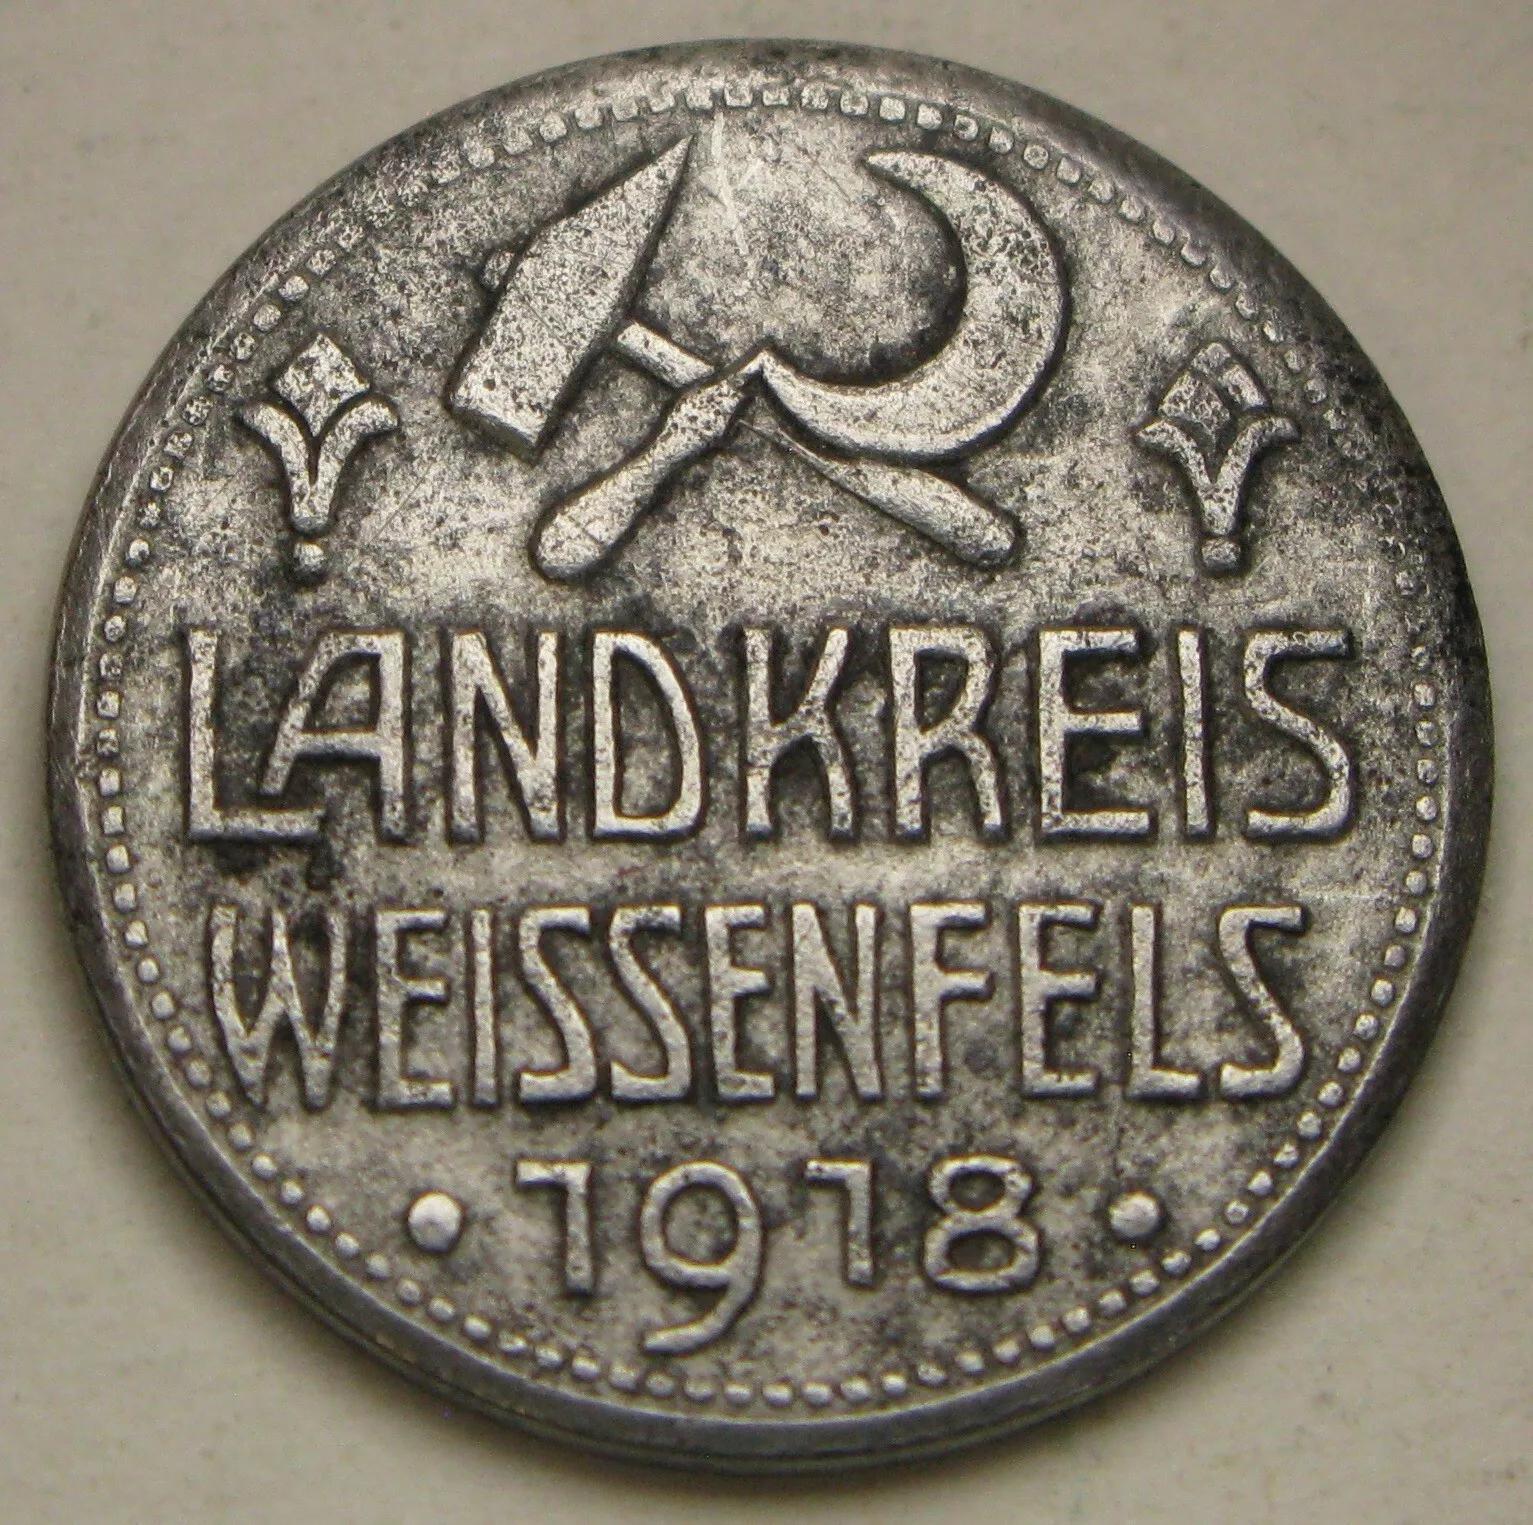 LANDKREIS
WEISSENFELS
· 1918 ·